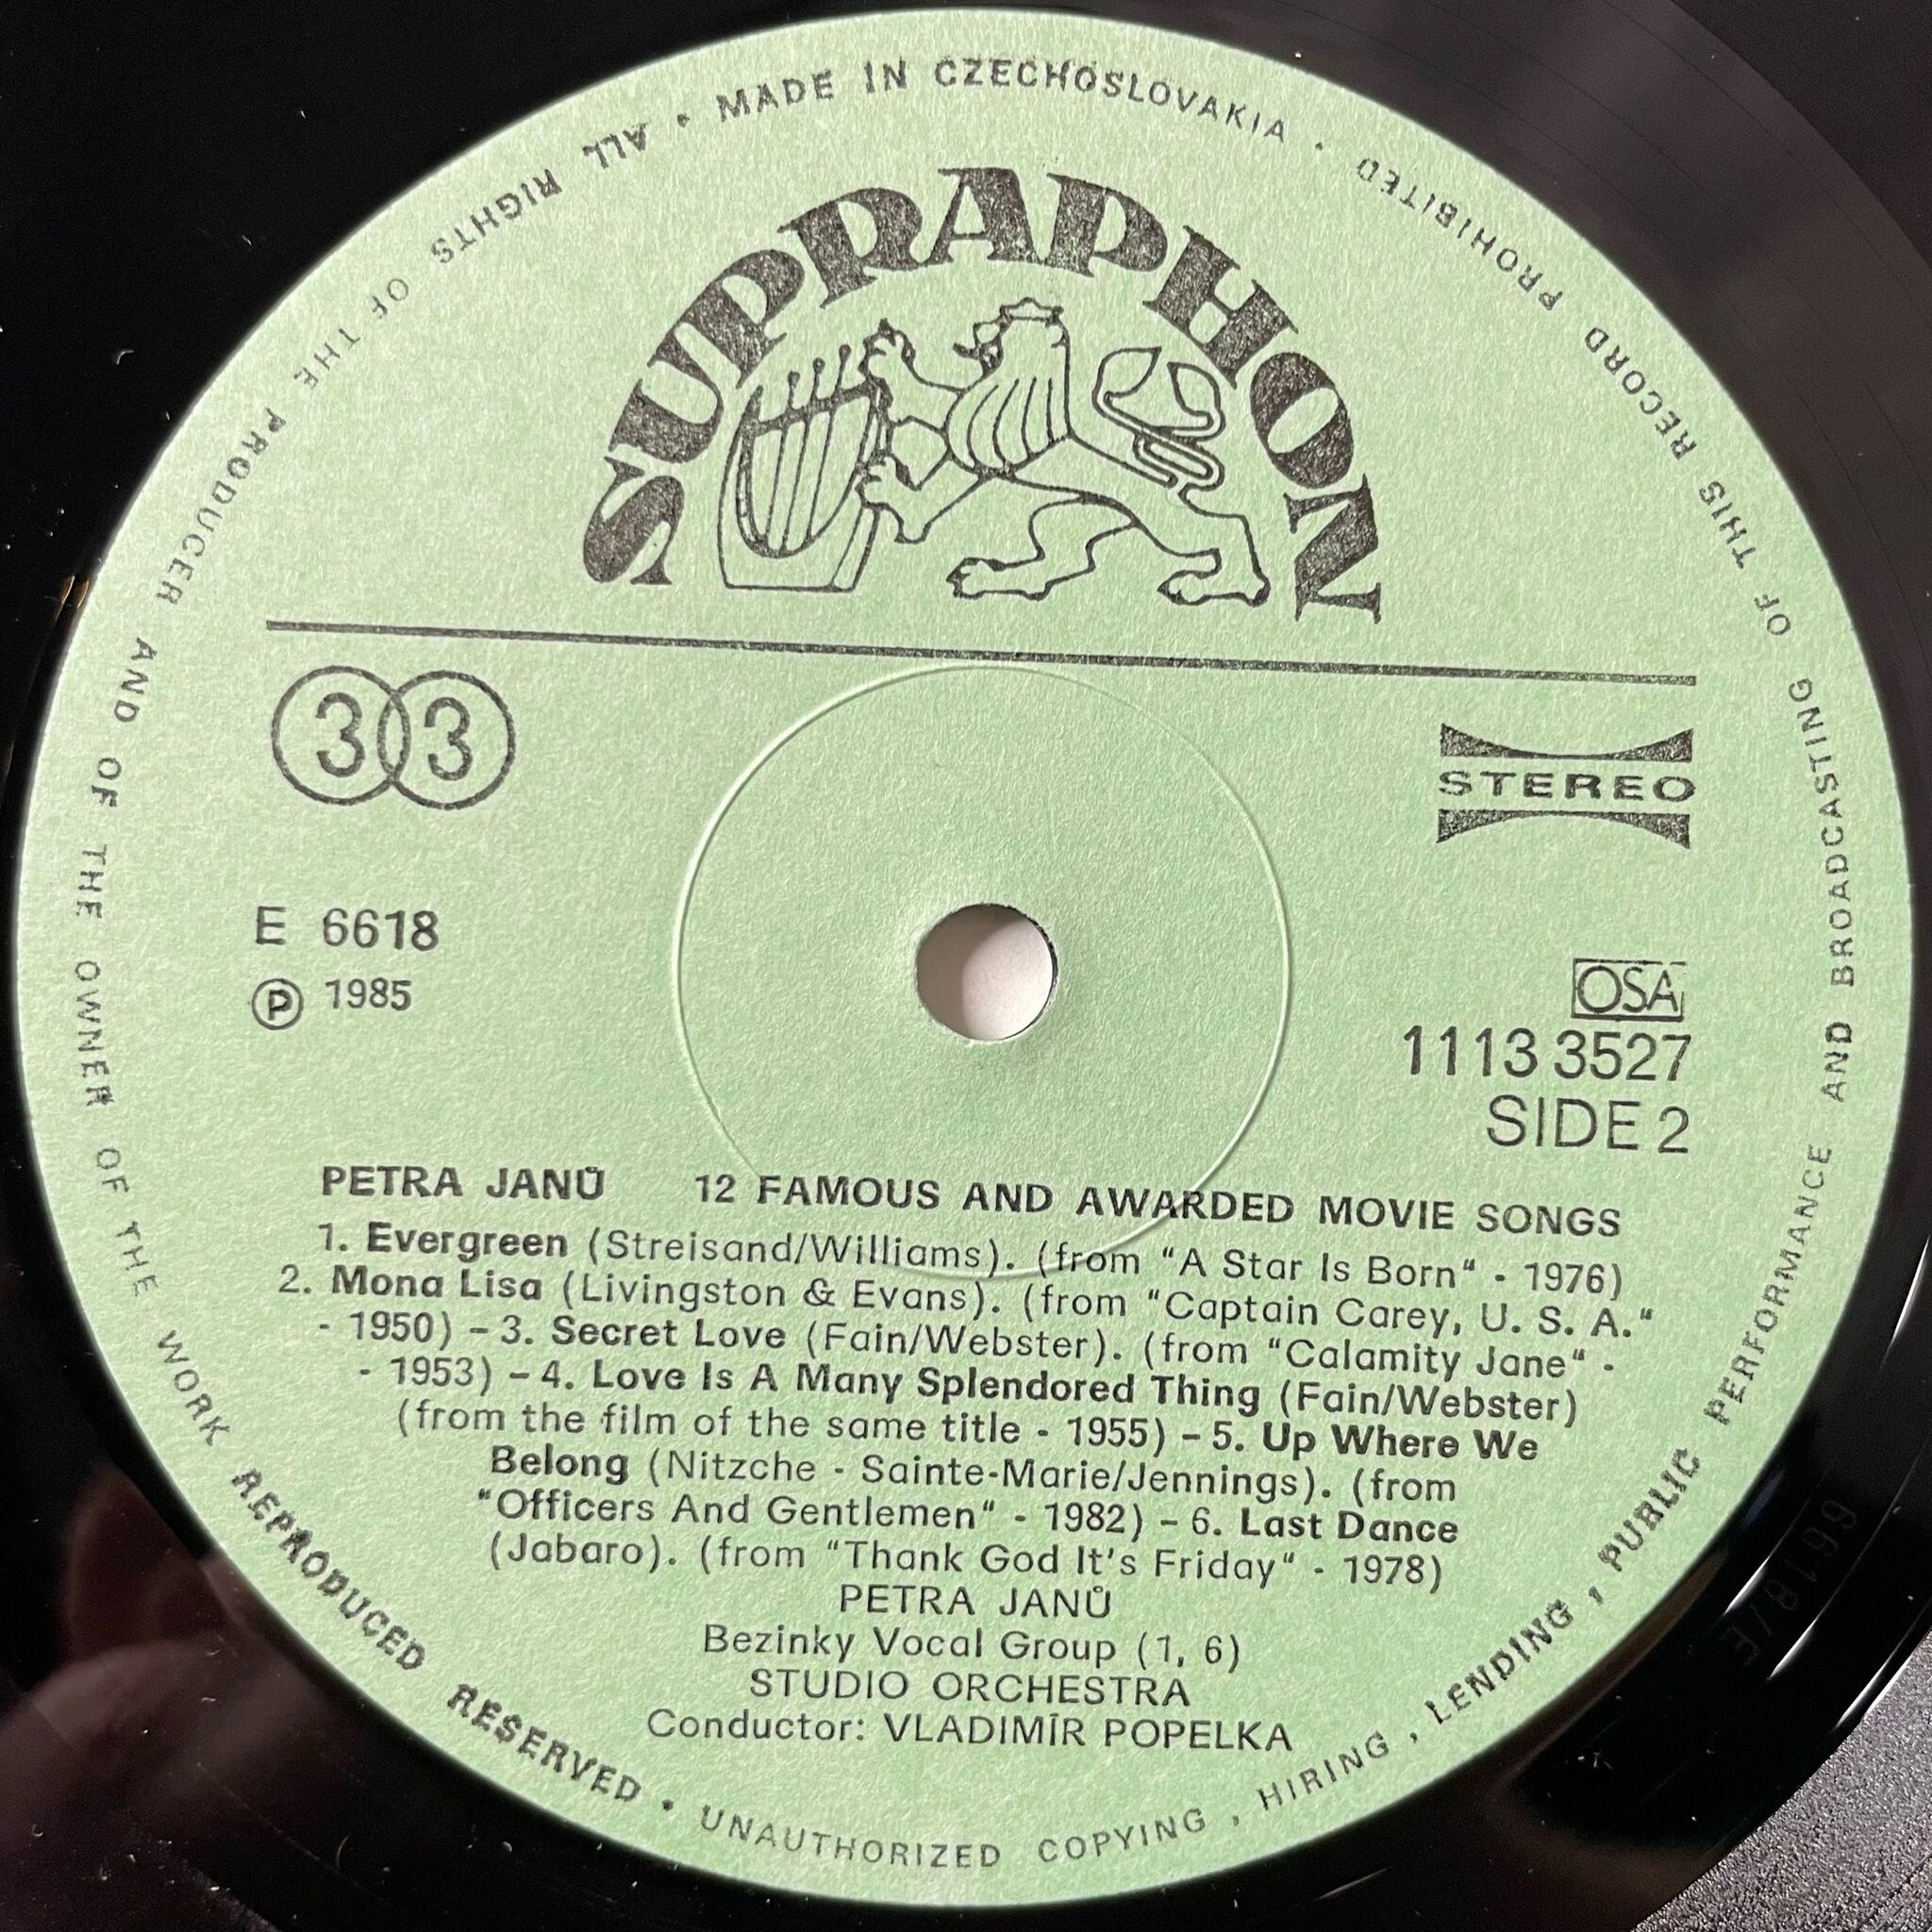 MADE IN CZECHOSLOVAKIA · ALL RIGHTS OF THE PRODUCER AND OF THE OWNER OF THE WORK REPRODUCED RESERVED · UNAUTHORIZED COPYING , HIRING , LENDING , PUBLIC PERFORMANCE AND BROADCASTING OF THIS RECORD PROHIBITED ·
SUPRAPHON
33
STEREO
E 6618
Ⓟ 1985
OSA
1113 3527
SIDE 2
PETRA JANŮ 12 FAMOUS AND AWARDED MOVIE SONGS
1. Evergreen (Streisand/Williams). (from "A Star Is Born" - 1976)
2. Mona Lisa (Livingston & Evans). (from "Captain Carey, U. S. A."
- 1950) – 3. Secret Love (Fain/Webster). (from "Calamity Jane" -
- 1953) – 4. Love Is A Many Splendored Thing (Fain/Webster)
(from the film of the same title - 1955) – 5. Up Where We
Belong (Nitzche - Sainte-Marie/Jennings). (from
"Officers And Gentlemen" - 1982) – 6. Last Dance
(Jabaro). (from "Thank God It's Friday" - 1978)
PETRA JANŮ
Bezinky Vocal Group (1, 6)
STUDIO ORCHESTRA
Conductor: VLADIMÍR POPELKA
6618/E